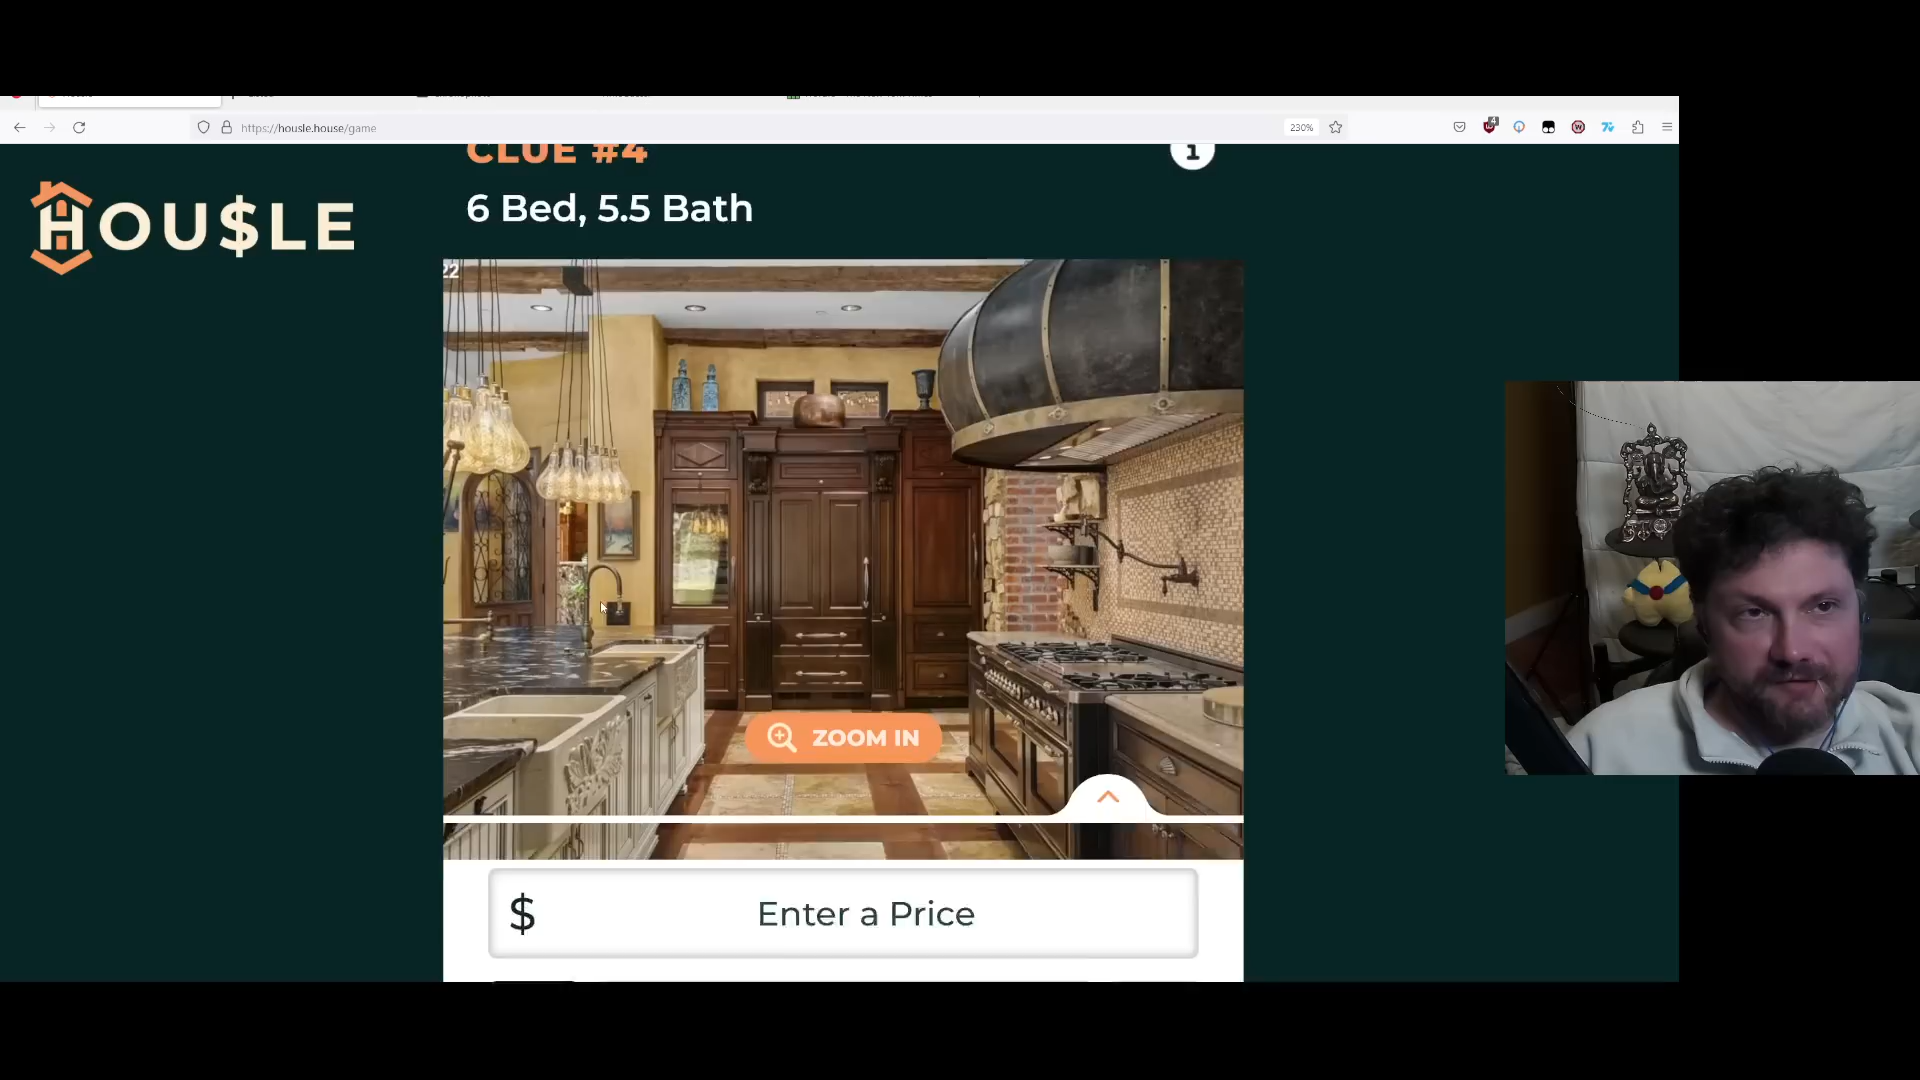 https://housle.house/game
230%
4
CLUE #4
i
HOU$LE
6 Bed, 5.5 Bath
22
ZOOM IN
$ Enter a Price